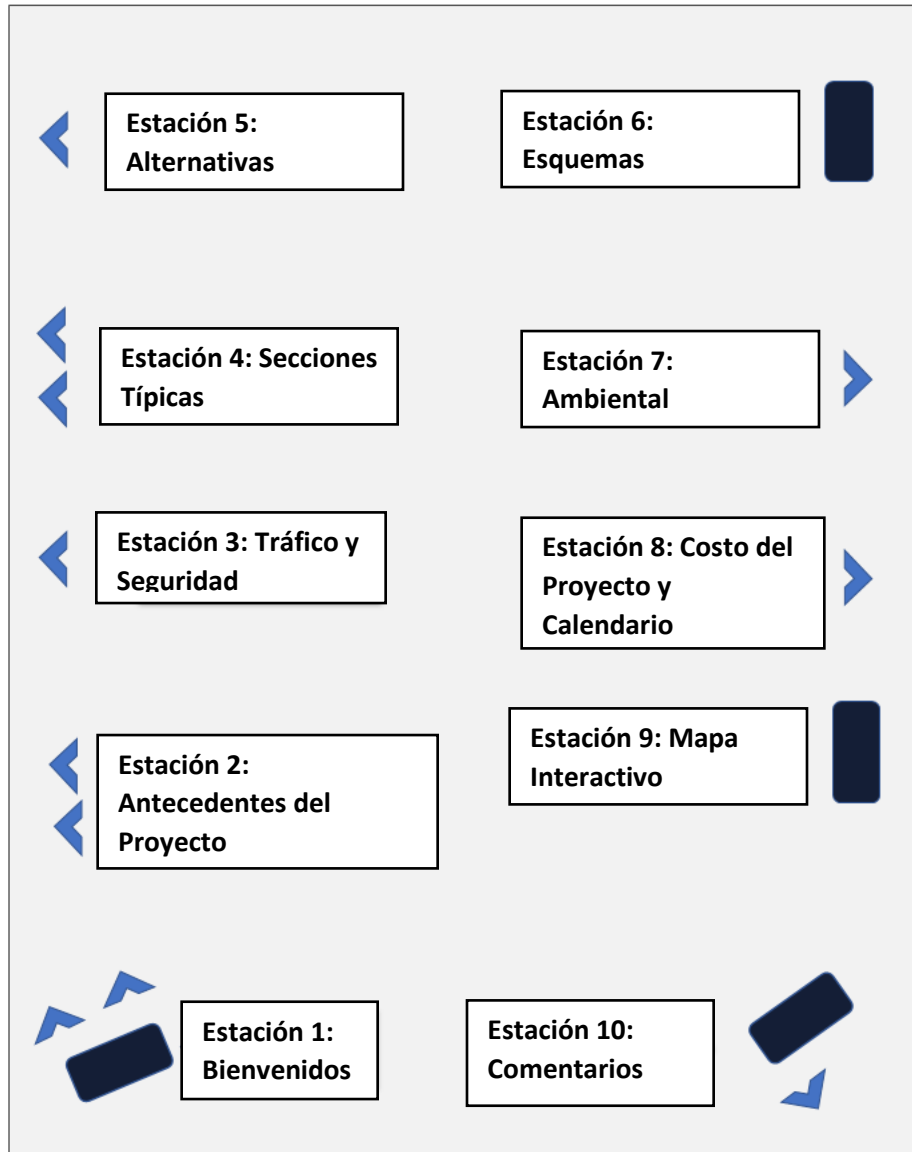 Estación 5:
Alternativas
Estación 6:
Esquemas
Estación 4: Secciones
Típicas
Estación 7:
Ambiental
Estación 3: Tráfico y
Seguridad
Estación 8: Costo del
Proyecto y
Calendario
Estación 2:
Antecedentes del
Proyecto
Estación 9: Mapa
Interactivo
Estación 1:
Bienvenidos
Estación 10:
Comentarios